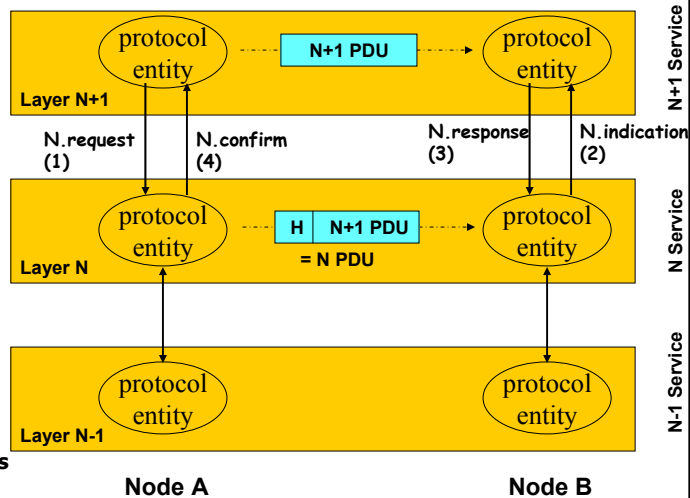 protocol
entity
N+1 PDU
protocol
entity
Layer N+1
N+1 Service
N.request
(1)
N.confirm
(4)
N.response
(3)
N.indication
(2)
protocol
entity
H N+1 PDU
= N PDU
protocol
entity
Layer N
N Service
protocol
entity
protocol
entity
Layer N-1
N-1 Service
s
Node A
Node B